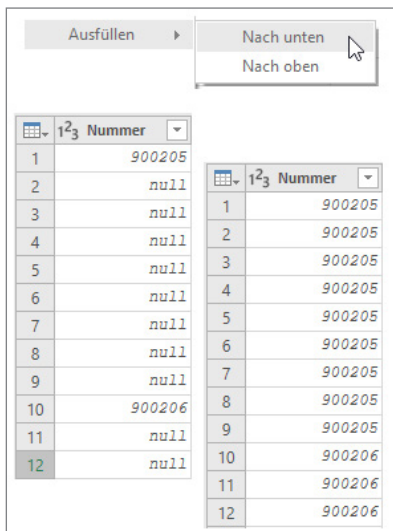 Ausfüllen
Nach unten
Nach oben
1²3 Nummer
1 900205
2 null
3 null
4 null
5 null
6 null
7 null
8 null
9 null
10 900206
11 null
12 null
1²3 Nummer
1 900205
2 900205
3 900205
4 900205
5 900205
6 900205
7 900205
8 900205
9 900205
10 900206
11 900206
12 900206